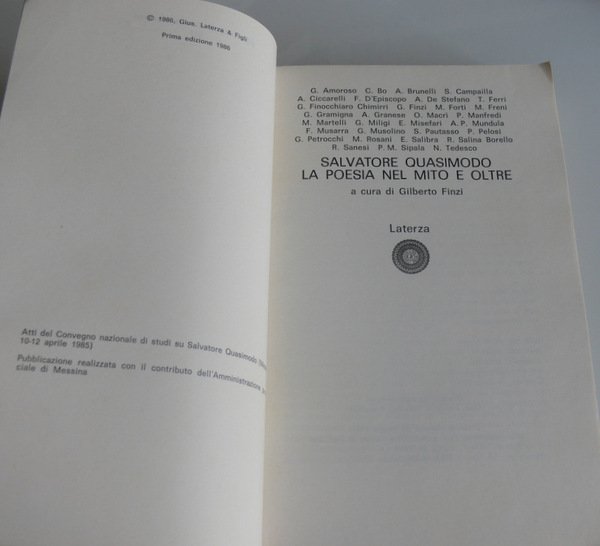 © 1986, Gius. Laterza & Figli
Prima edizione 1986
Atti del Convegno nazionale di studi su Salvatore Quasimodo
10-12 aprile 1985)
Pubblicazione realizzata con il contributo dell'Amministrazione
ciale di Messina
G. Amoroso C. Bo A. Brunelli S. Campailla
A. Ciccarelli F. D'Episcopo A. De Stefano T. Ferri
G. Finocchiaro Chimirri G. Finzi M. Forti M. Freni
G. Gramigna A. Granese O. Macrì P. Manfredi
M. Martelli G. Miligi E. Misefari A.P. Mundula
F. Musarra G. Musolino S. Pautasso P. Pelosi
G. Petrocchi M. Rosani E. Salibra R. Salina Borello
R. Sanesi P.M. Sipala N. Tedesco
SALVATORE QUASIMODO
LA POESIA NEL MITO E OLTRE
a cura di Gilberto Finzi
Laterza